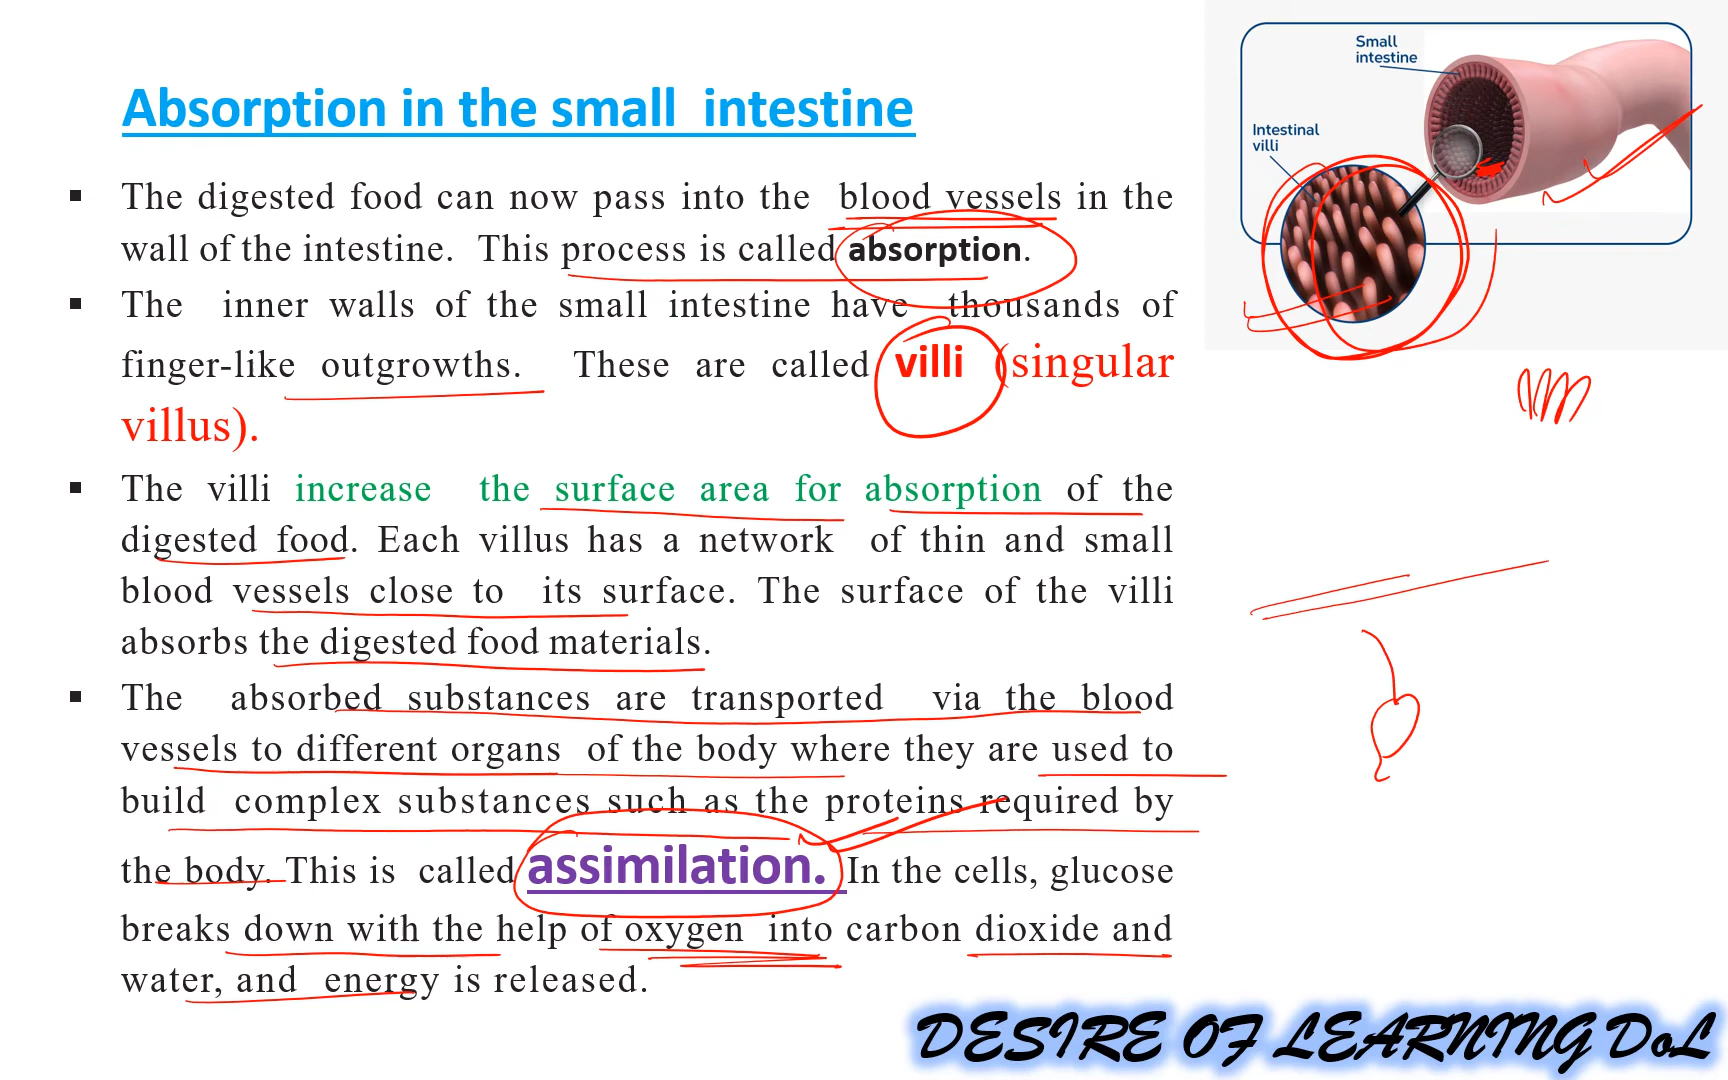 Absorption in the small intestine
▪ The digested food can now pass into the blood vessels in the
wall of the intestine. This process is called absorption.
▪ The inner walls of the small intestine have thousands of
finger-like outgrowths. These are called villi (singular
villus).
▪ The villi increase the surface area for absorption of the
digested food. Each villus has a network of thin and small
blood vessels close to its surface. The surface of the villi
absorbs the digested food materials.
▪ The absorbed substances are transported via the blood
vessels to different organs of the body where they are used to
build complex substances such as the proteins required by
the body. This is called assimilation. In the cells, glucose
breaks down with the help of oxygen into carbon dioxide and
water, and energy is released.
Small
intestine
Intestinal
villi
DESIRE OF LEARNING DoL